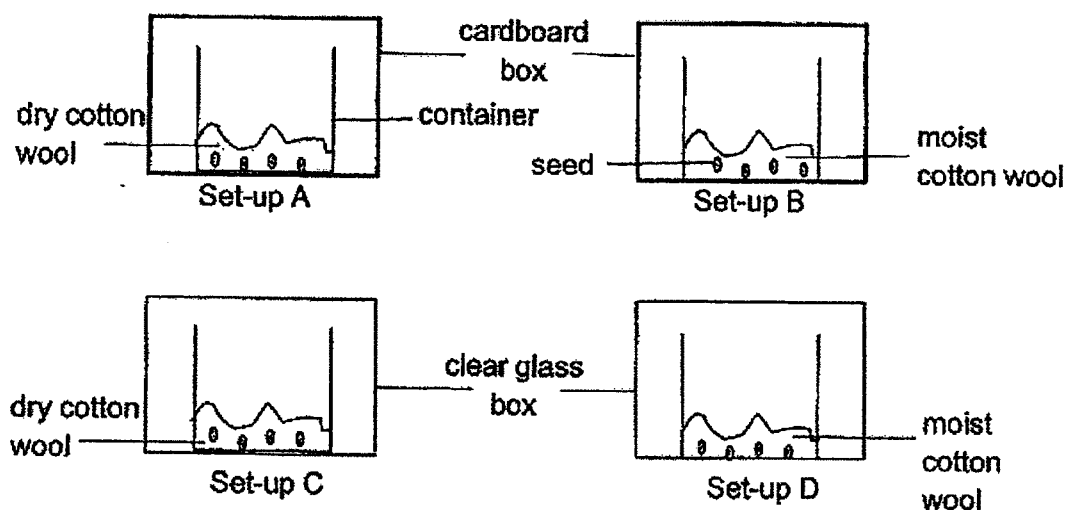 cardboard
box
dry cotton
wool
container
seed
moist
cotton wool
Set-up A
Set-up B
clear glass
box
dry cotton
wool
moist
cotton
wool
Set-up C
Set-up D